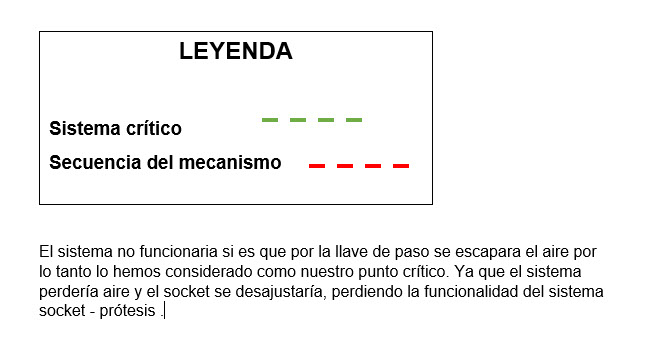 LEYENDA
Sistema crítico
Secuencia del mecanismo
El sistema no funcionaria si es que por la llave de paso se escapara el aire por
lo tanto lo hemos considerado como nuestro punto crítico. Ya que el sistema
perdería aire y el socket se desajustaría, perdiendo la funcionalidad del sistema
socket - prótesis .